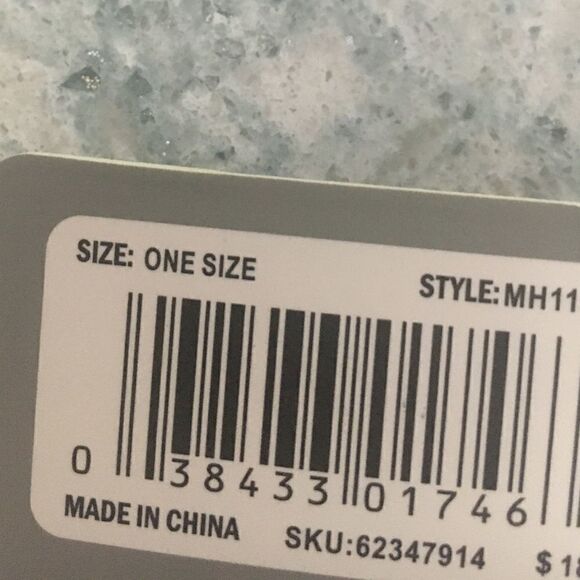 SIZE: ONE SIZE
STYLE: MH11
0 38433 01746
MADE IN CHINA
SKU:62347914
$